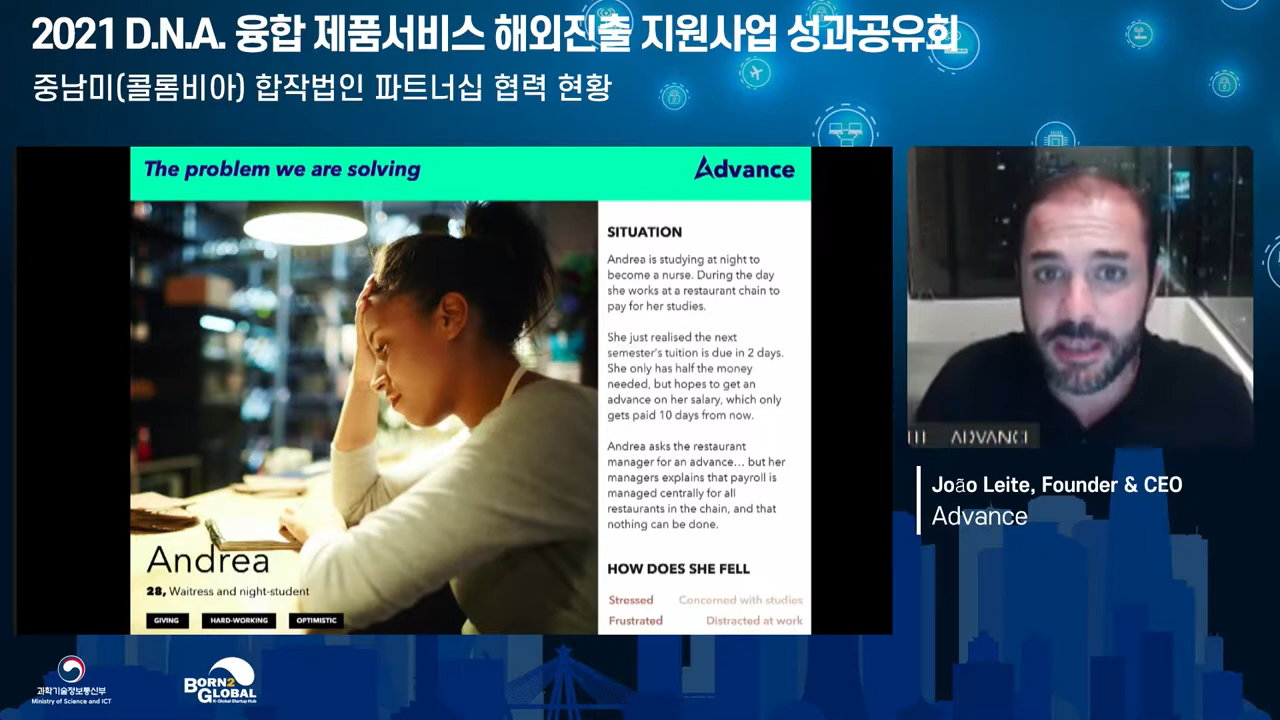 2021 D.N.A. 융합 제품서비스 해외진출 지원사업 성과공유회
중남미(콜롬비아) 합작법인 파트너십 협력 현황
The problem we are solving
Advance
SITUATION
Andrea is studying at night to
become a nurse. During the day
she works at a restaurant chain to
pay for her studies.
She just realised the next
semester's tuition is due in 2 days.
She only has half the money
needed, but hopes to get an
advance on her salary, which only
gets paid 10 days from now.
Andrea asks the restaurant
manager for an advance... but her
managers explains that payroll is
managed centrally for all
restaurants in the chain, and that
nothing can be done.
HOW DOES SHE FELL
Stressed Concerned with studies
Frustrated Distracted at work
Andrea
28, Waitress and night-student
GIVING HARD-WORKING OPTIMISTIC
ADVANCE
João Leite, Founder & CEO
Advance
과학기술정보통신부
Ministry of Science and ICT
BORN2
GLOBAL
K-Global Startup Hub